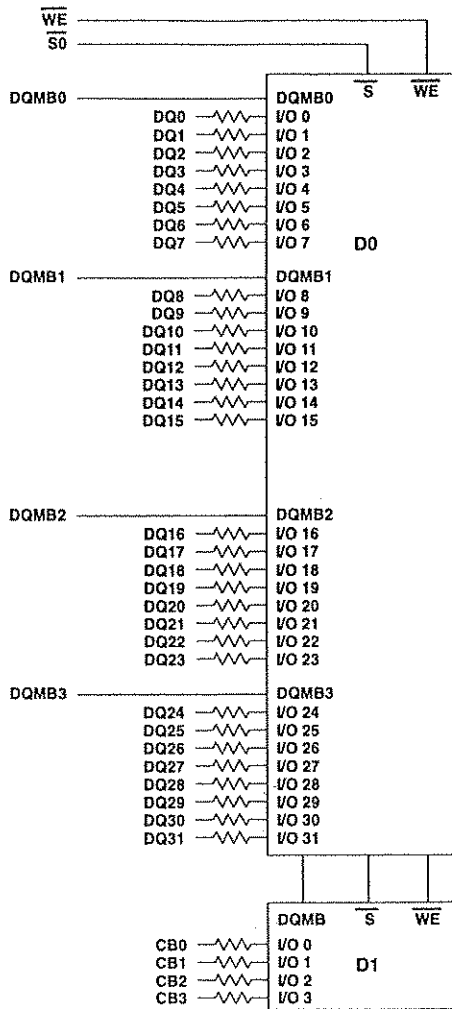 WE
S0
S WE
DQMB0 DQMB0
DQ0 I/O 0
DQ1 I/O 1
DQ2 I/O 2
DQ3 I/O 3
DQ4 I/O 4
DQ5 I/O 5
DQ6 I/O 6
DQ7 I/O 7
D0
DQMB1 DQMB1
DQ8 I/O 8
DQ9 I/O 9
DQ10 I/O 10
DQ11 I/O 11
DQ12 I/O 12
DQ13 I/O 13
DQ14 I/O 14
DQ15 I/O 15
DQMB2 DQMB2
DQ16 I/O 16
DQ17 I/O 17
DQ18 I/O 18
DQ19 I/O 19
DQ20 I/O 20
DQ21 I/O 21
DQ22 I/O 22
DQ23 I/O 23
DQMB3 DQMB3
DQ24 I/O 24
DQ25 I/O 25
DQ26 I/O 26
DQ27 I/O 27
DQ28 I/O 28
DQ29 I/O 29
DQ30 I/O 30
DQ31 I/O 31
DQMB S WE
CB0 I/O 0
CB1 I/O 1
CB2 I/O 2
CB3 I/O 3
D1